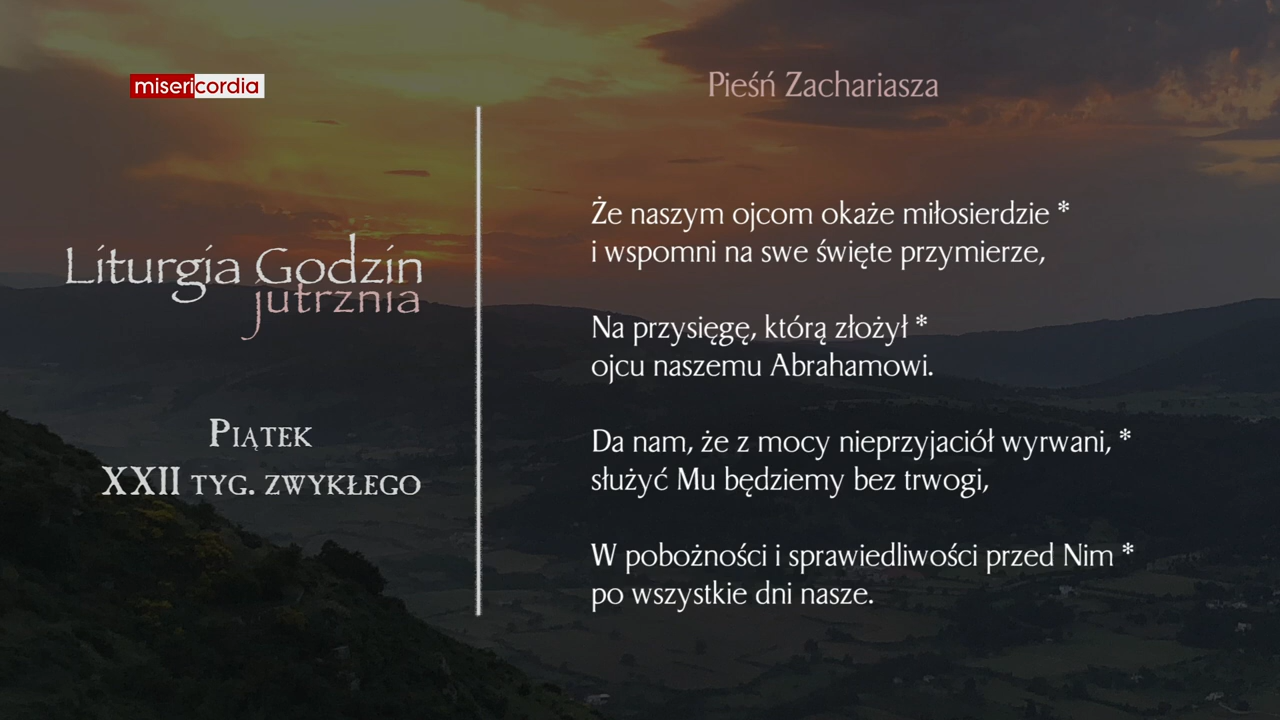 misericordia
Liturgia Godzin
jutrznia
Piątek
XXII tyg. zwykłego
Pieśń Zachariasza
Że naszym ojcom okaże miłosierdzie *
i wspomni na swe święte przymierze,
Na przysięgę, którą złożył *
ojcu naszemu Abrahamowi.
Da nam, że z mocy nieprzyjaciół wyrwani, *
służyć Mu będziemy bez trwogi,
W pobożności i sprawiedliwości przed Nim *
po wszystkie dni nasze.